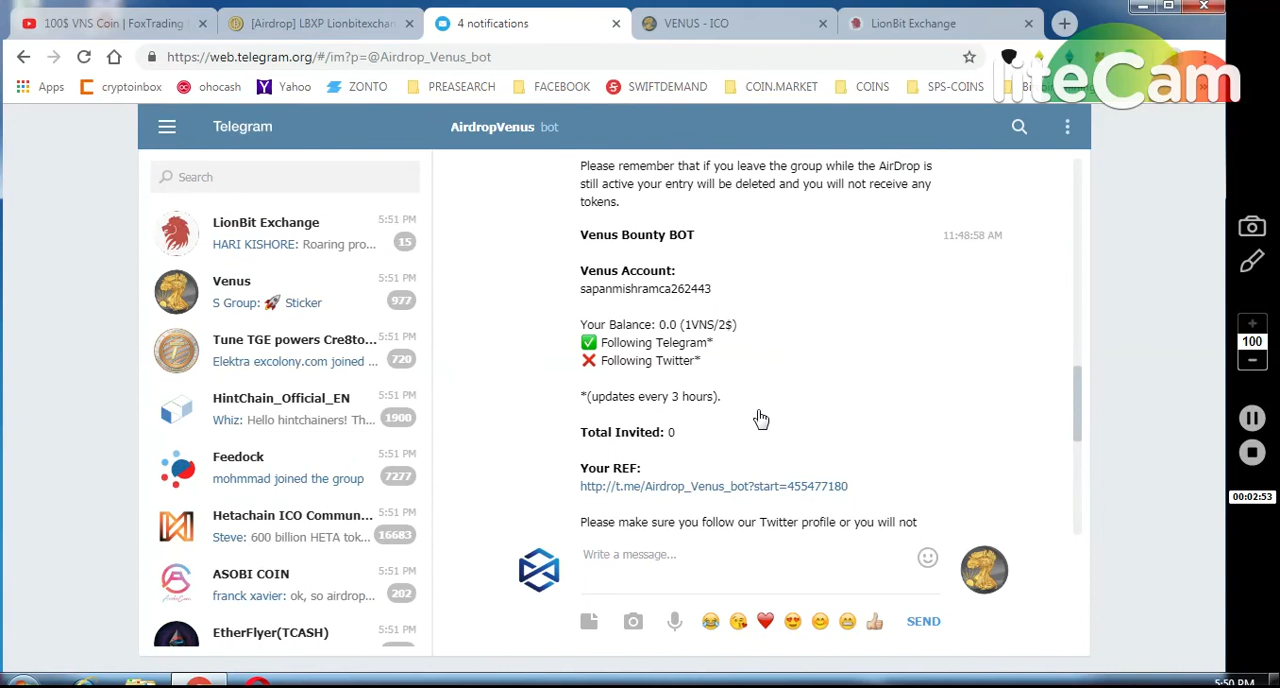 100$ VNS Coin | FoxTrading
[Airdrop] LBXP Lionbitexchan
4 notifications
VENUS - ICO
LionBit Exchange
https://web.telegram.org/#/im?p=@Airdrop_Venus_bot
liteCam
Apps
cryptoinbox
ohocash
Yahoo
ZONTO
PREASEARCH
FACEBOOK
SWIFTDEMAND
COIN.MARKET
COINS
SPS-COINS
Telegram
AirdropVenus bot
Search
LionBit Exchange 5:51 PM
HARI KISHORE: Roaring pro... 15
Venus 5:51 PM
S Group: 🚀 Sticker 977
Tune TGE powers Cre8to... 5:51 PM
Elektra excolony.com joined ... 720
HintChain_Official_EN 5:51 PM
Whiz: Hello hintchainers! Th... 1900
Feedock 5:51 PM
mohmmad joined the group 7277
Hetachain ICO Commun... 5:51 PM
Steve: 600 billion HETA tok... 16683
ASOBI COIN 5:51 PM
franck xavier: ok, so airdrop... 202
EtherFlyer(TCASH) 5:51 PM
Please remember that if you leave the group while the AirDrop is
still active your entry will be deleted and you will not receive any
tokens.
Venus Bounty BOT 11:48:58 AM
Venus Account:
sapanmishramca262443
Your Balance: 0.0 (1VNS/2$)
✅ Following Telegram*
❌ Following Twitter*
*(updates every 3 hours).
Total Invited: 0
Your REF:
http://t.me/Airdrop_Venus_bot?start=455477180
Please make sure you follow our Twitter profile or you will not
Write a message...
SEND
100
00:02:53
5:50 PM